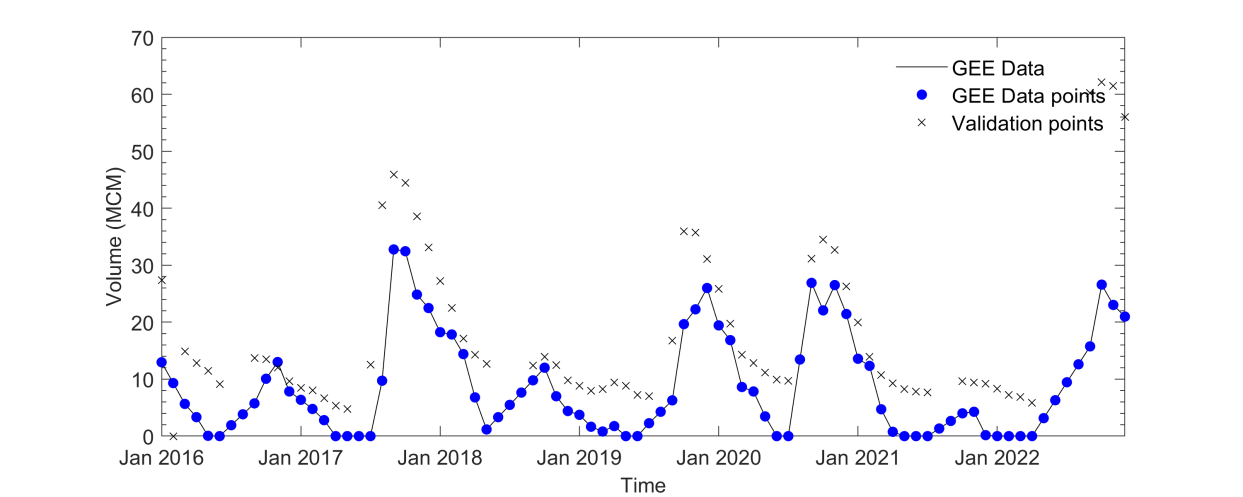 70
60
50
40
30
20
10
0
Volume (MCM)
GEE Data
GEE Data points
Validation points
Jan 2016 Jan 2017 Jan 2018 Jan 2019 Jan 2020 Jan 2021 Jan 2022
Time